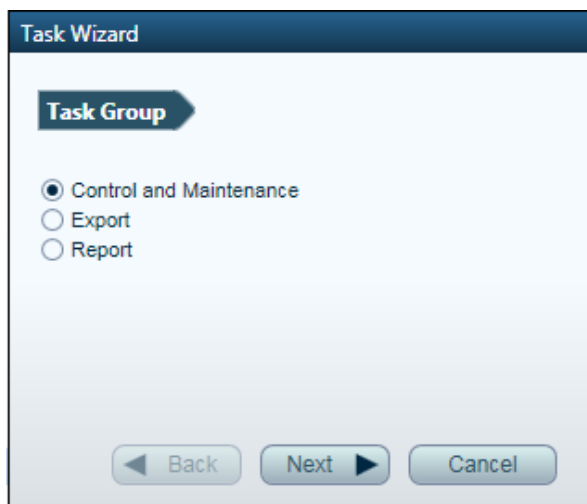 Task Wizard
Task Group
Control and Maintenance
Export
Report
Back Next Cancel